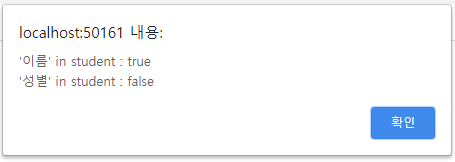 localhost:50161 내용:
'이름' in student : true
'성별' in student : false
확인